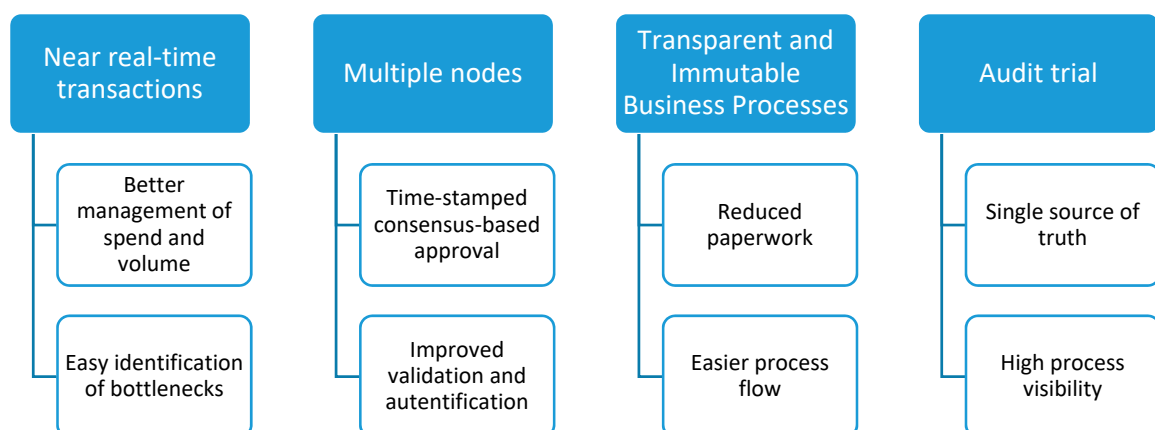 Near real-time
transactions
Better
management of
spend and
volume
Easy identification
of bottlenecks
Multiple nodes
Time-stamped
consensus-based
approval
Improved
validation and
autentification
Transparent and
Immutable
Business Processes
Reduced
paperwork
Easier process
flow
Audit trial
Single source of
truth
High process
visibility